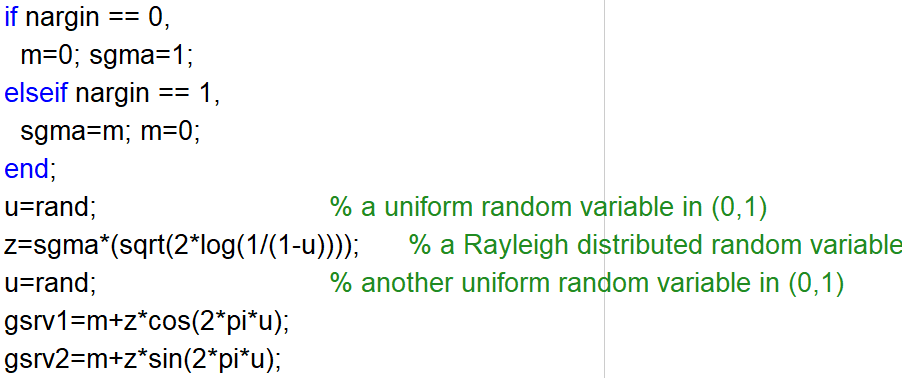 if nargin == 0,
m=0; sgma=1;
elseif nargin == 1,
sgma=m; m=0;
end;
u=rand; % a uniform random variable in (0,1)
z=sgma*(sqrt(2*log(1/(1-u)))); % a Rayleigh distributed random variable
u=rand; % another uniform random variable in (0,1)
gsrv1=m+z*cos(2*pi*u);
gsrv2=m+z*sin(2*pi*u);